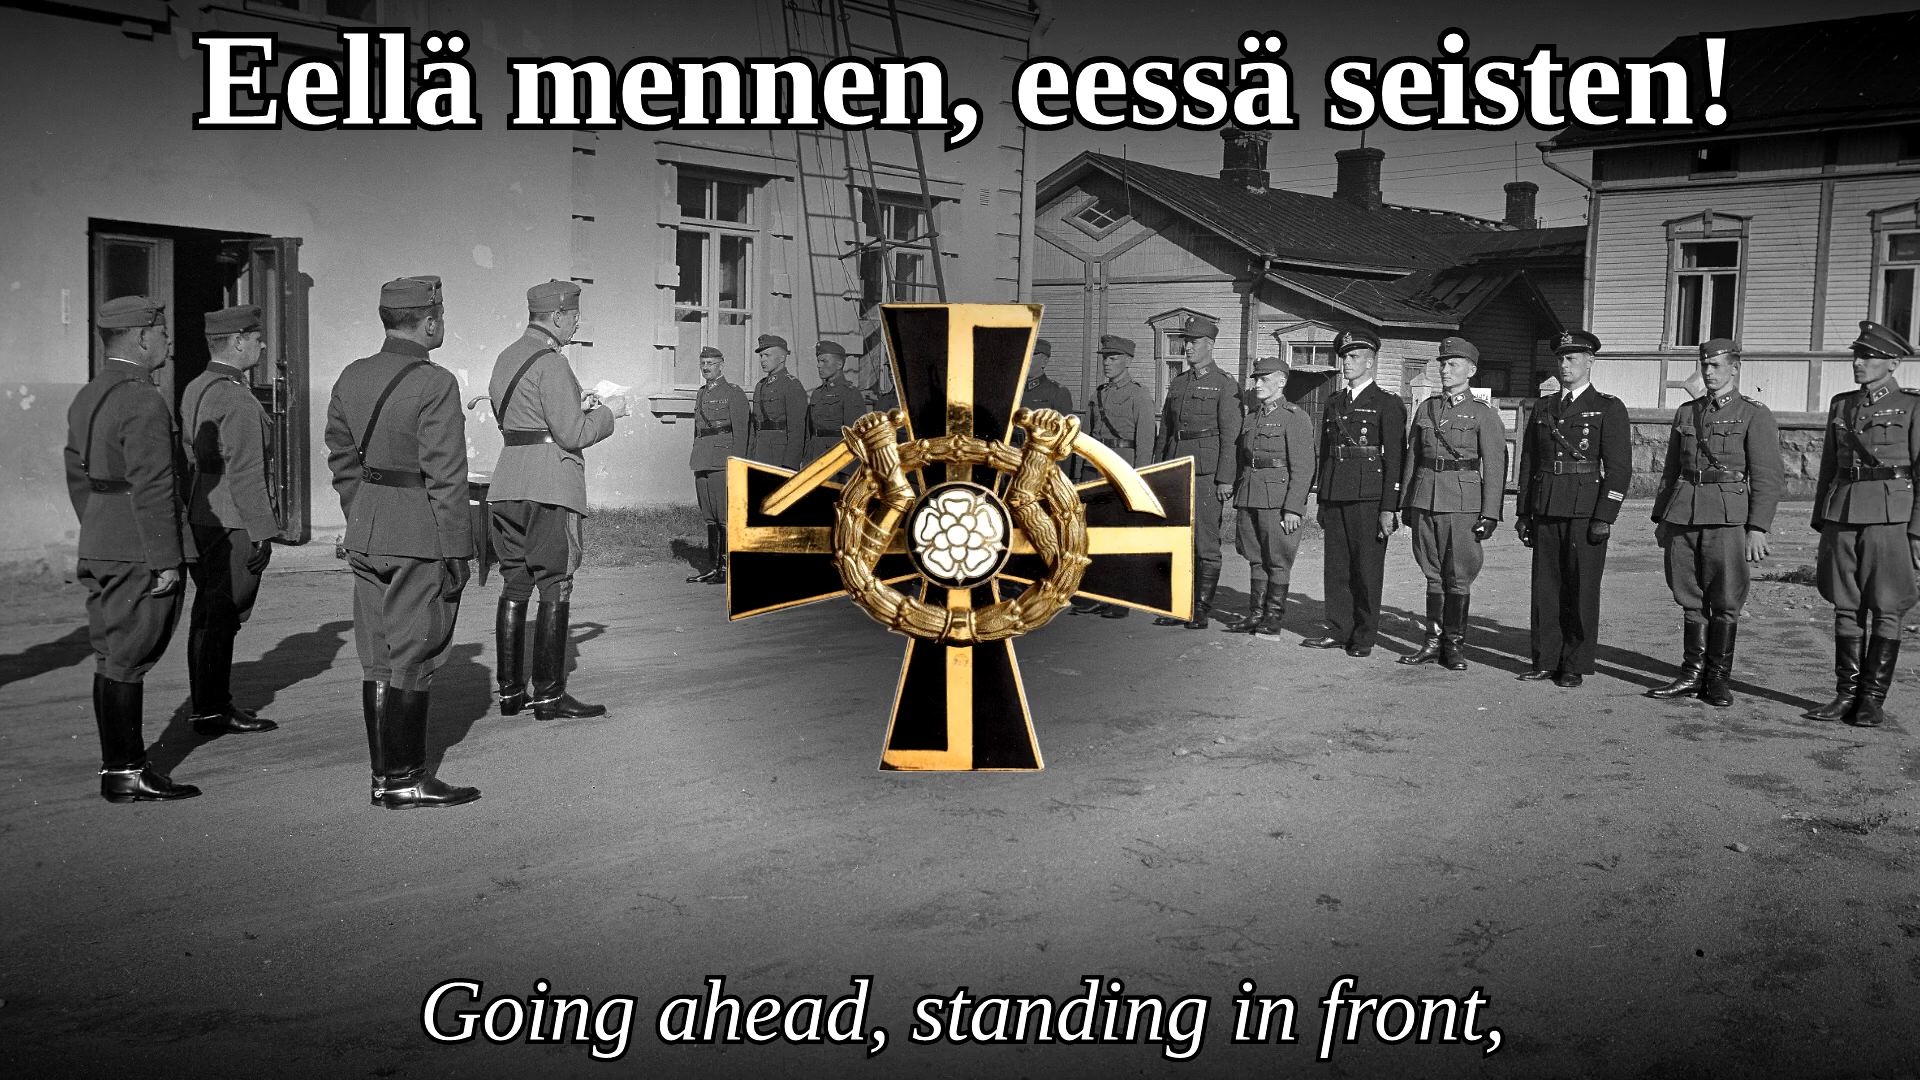 Eellä mennen, eessä seisten!
Going ahead, standing in front,